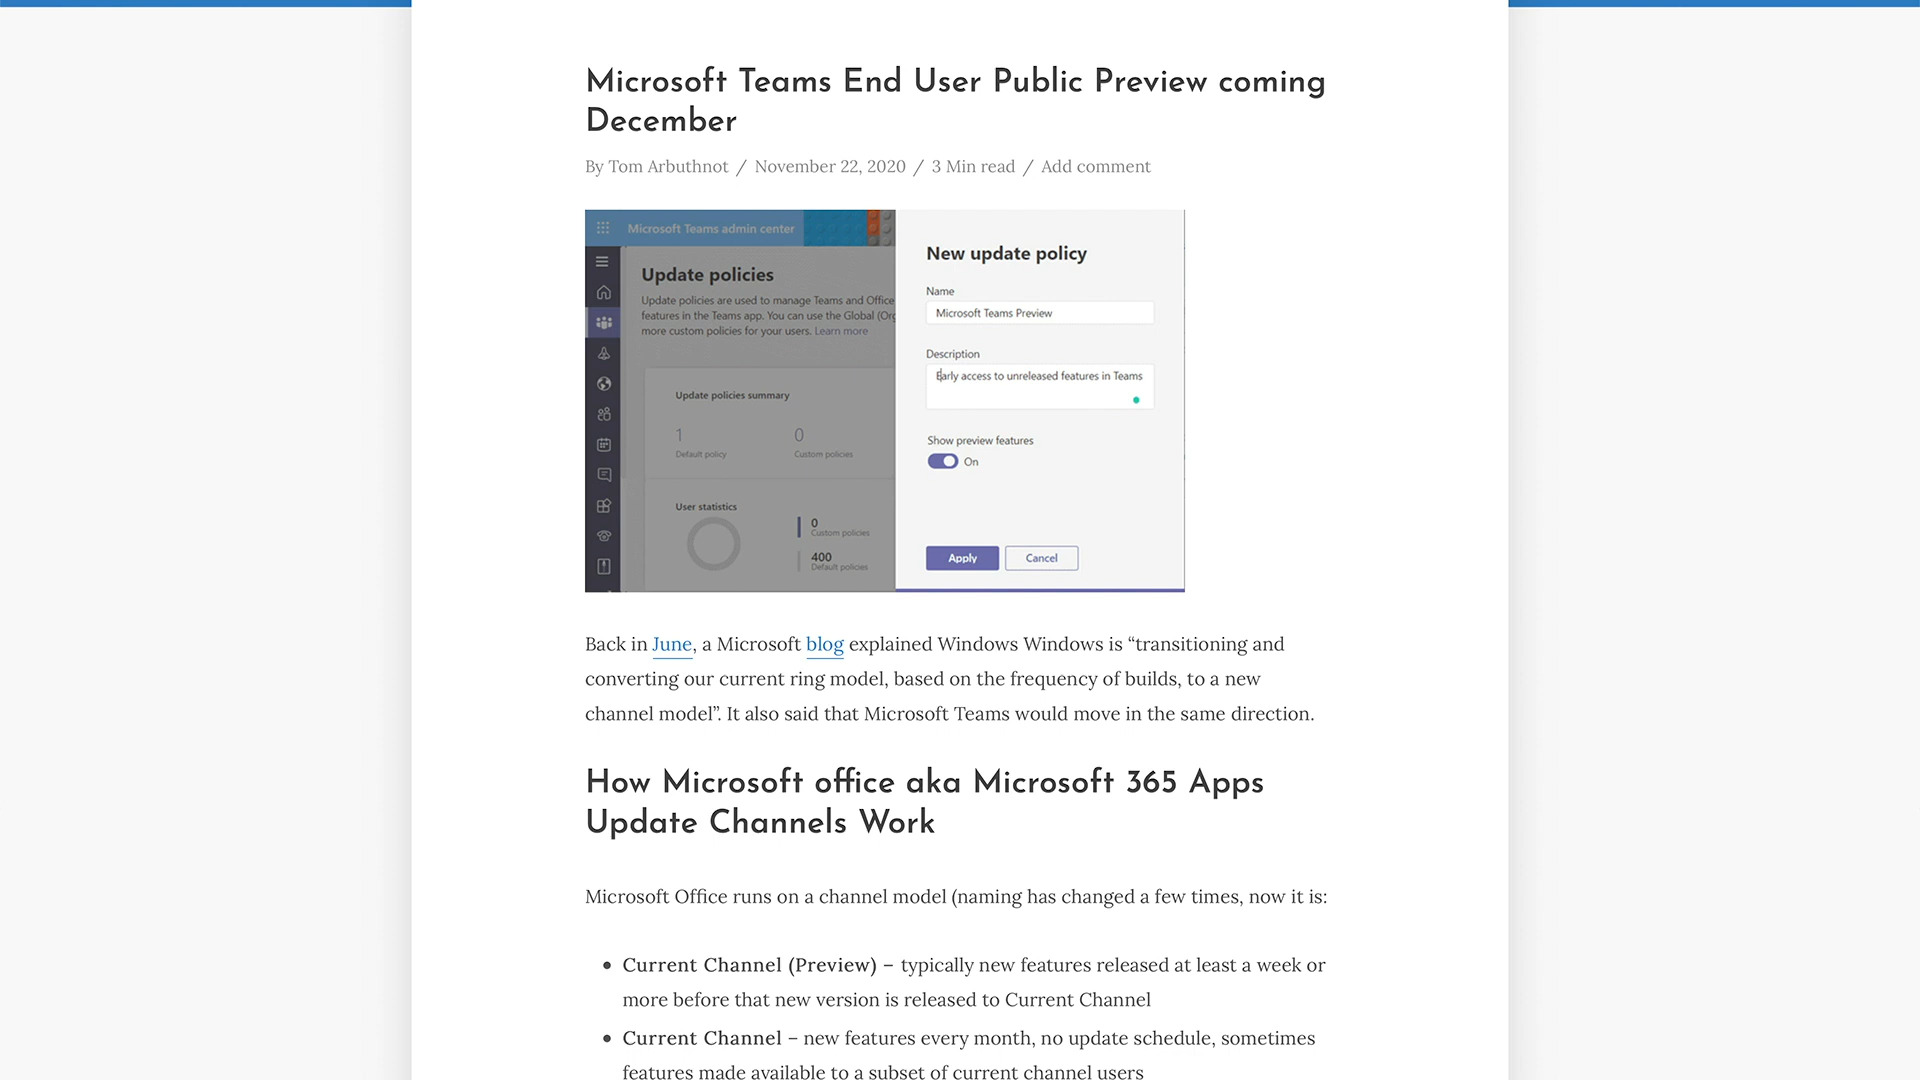 Microsoft Teams End User Public Preview coming
December
By Tom Arbuthnot / November 22, 2020 / 3 Min read / Add comment
Microsoft Teams admin center
Update policies
Update policies are used to manage Teams and Office
features in the Teams app. You can use the Global (Org
more custom policies for your users. Learn more
Update policies summary
1
Default policy
0
Custom policies
User statistics
0
Custom policies
400
Default policies
New update policy
Name
Microsoft Teams Preview
Description
Early access to unreleased features in Teams
Show preview features
On
Apply
Cancel
Back in June, a Microsoft blog explained Windows Windows is “transitioning and
converting our current ring model, based on the frequency of builds, to a new
channel model”. It also said that Microsoft Teams would move in the same direction.
How Microsoft office aka Microsoft 365 Apps
Update Channels Work
Microsoft Office runs on a channel model (naming has changed a few times, now it is:
• Current Channel (Preview) – typically new features released at least a week or
more before that new version is released to Current Channel
• Current Channel – new features every month, no update schedule, sometimes
features made available to a subset of current channel users